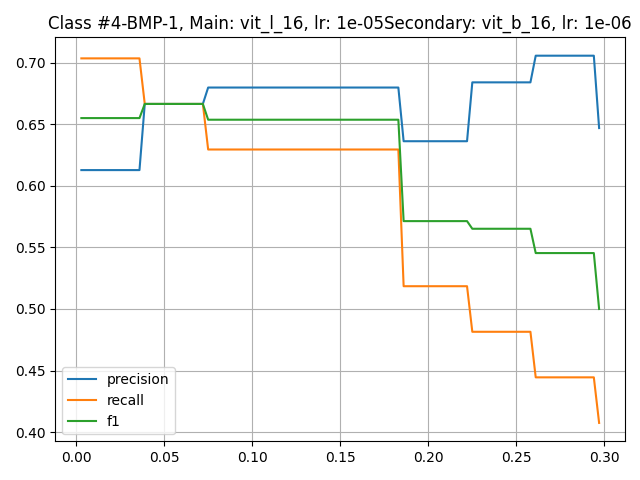 Class #4-BMP-1, Main: vit_l_16, lr: 1e-05Secondary: vit_b_16, lr: 1e-06
0.70
0.65
0.60
0.55
0.50
0.45
0.40
precision
recall
f1
0.00 0.05 0.10 0.15 0.20 0.25 0.30